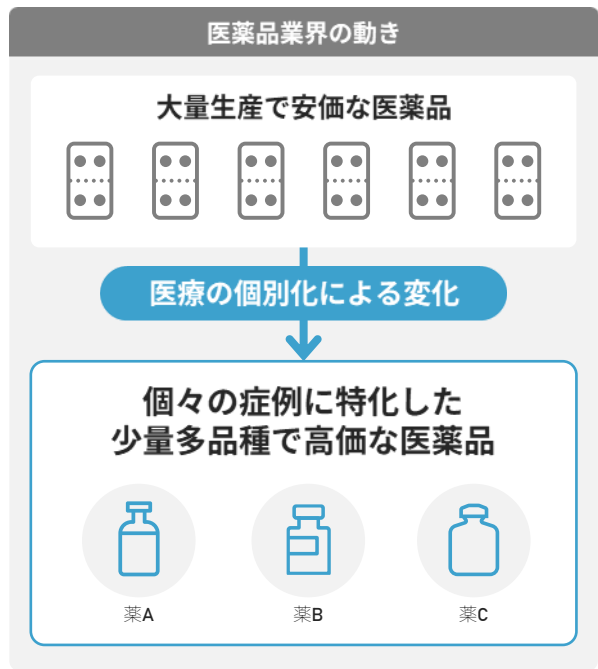 医薬品業界の動き
大量生産で安価な医薬品
医療の個別化による変化
個々の症例に特化した
少量多品種で高価な医薬品
薬A
薬B
薬C